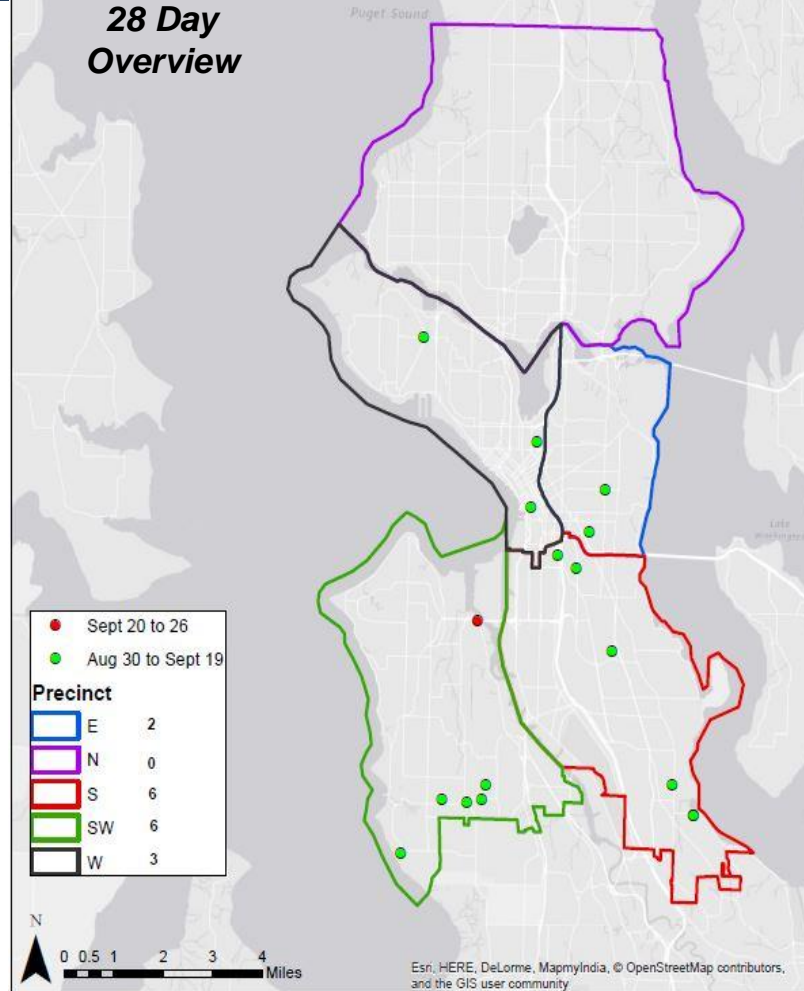 28 Day
Overview
Puget Sound
Lake
Washington
Sept 20 to 26
Aug 30 to Sept 19
Precinct
E 2
N 0
S 6
SW 6
W 3
N
0 0.5 1 2 3 4
Miles
Esri, HERE, DeLorme, MapmyIndia, © OpenStreetMap contributors,
and the GIS user community